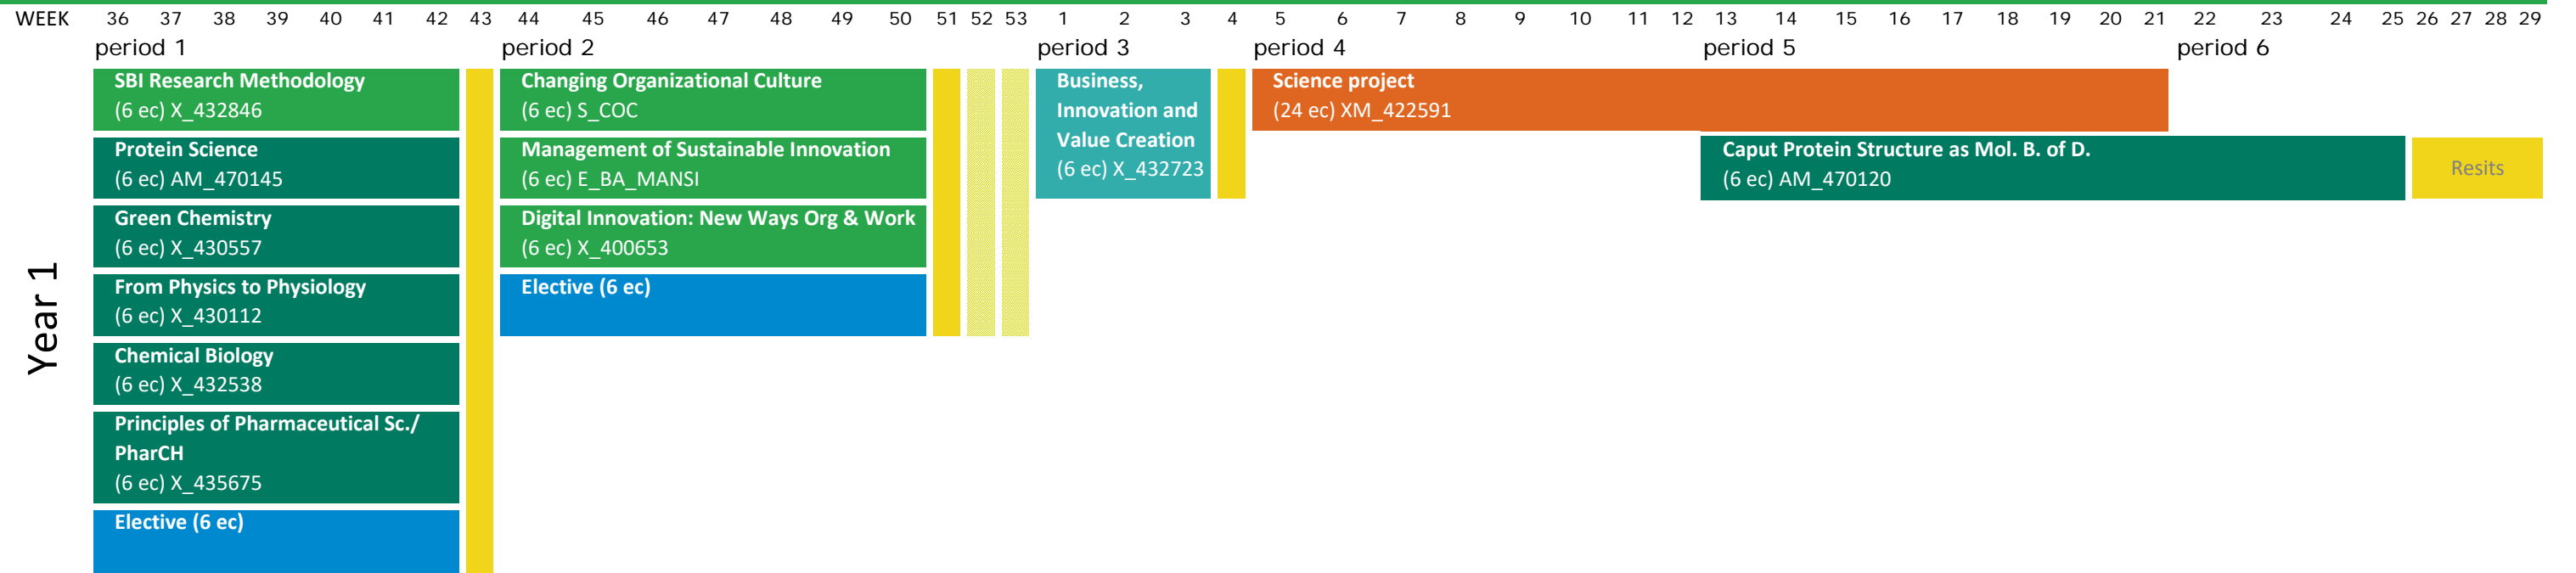 WEEK 36 37 38 39 40 41 42 43 44 45 46 47 48 49 50 51 52 53 1 2 3 4 5 6 7 8 9 10 11 12 13 14 15 16 17 18 19 20 21 22 23 24 25 26 27 28 29
period 1 period 2 period 3 period 4 period 5 period 6
Year 1
SBI Research Methodology
(6 ec) X_432846
Protein Science
(6 ec) AM_470145
Green Chemistry
(6 ec) X_430557
From Physics to Physiology
(6 ec) X_430112
Chemical Biology
(6 ec) X_432538
Principles of Pharmaceutical Sc./
PharCH
(6 ec) X_435675
Elective (6 ec)
Changing Organizational Culture
(6 ec) S_COC
Management of Sustainable Innovation
(6 ec) E_BA_MANSI
Digital Innovation: New Ways Org & Work
(6 ec) X_400653
Elective (6 ec)
Business,
Innovation and
Value Creation
(6 ec) X_432723
Science project
(24 ec) XM_422591
Caput Protein Structure as Mol. B. of D.
(6 ec) AM_470120
Resits